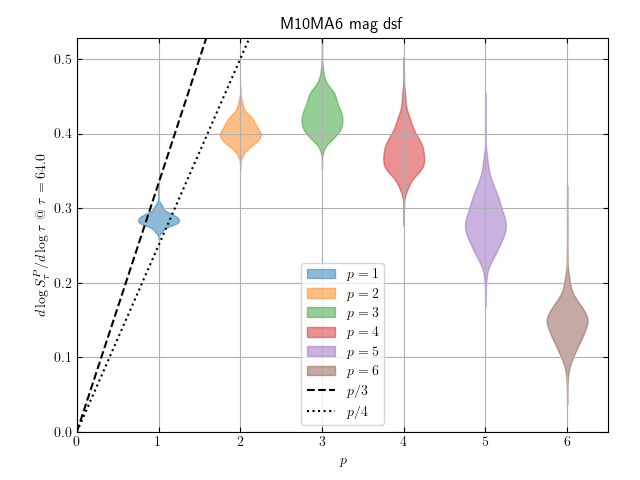 M10MA6 mag dsf
d log S_τ^P / d log τ @ τ = 64.0
0.5
0.4
0.3
0.2
0.1
0.0
p = 1
p = 2
p = 3
p = 4
p = 5
p = 6
p/3
p/4
0 1 2 3 4 5 6
p